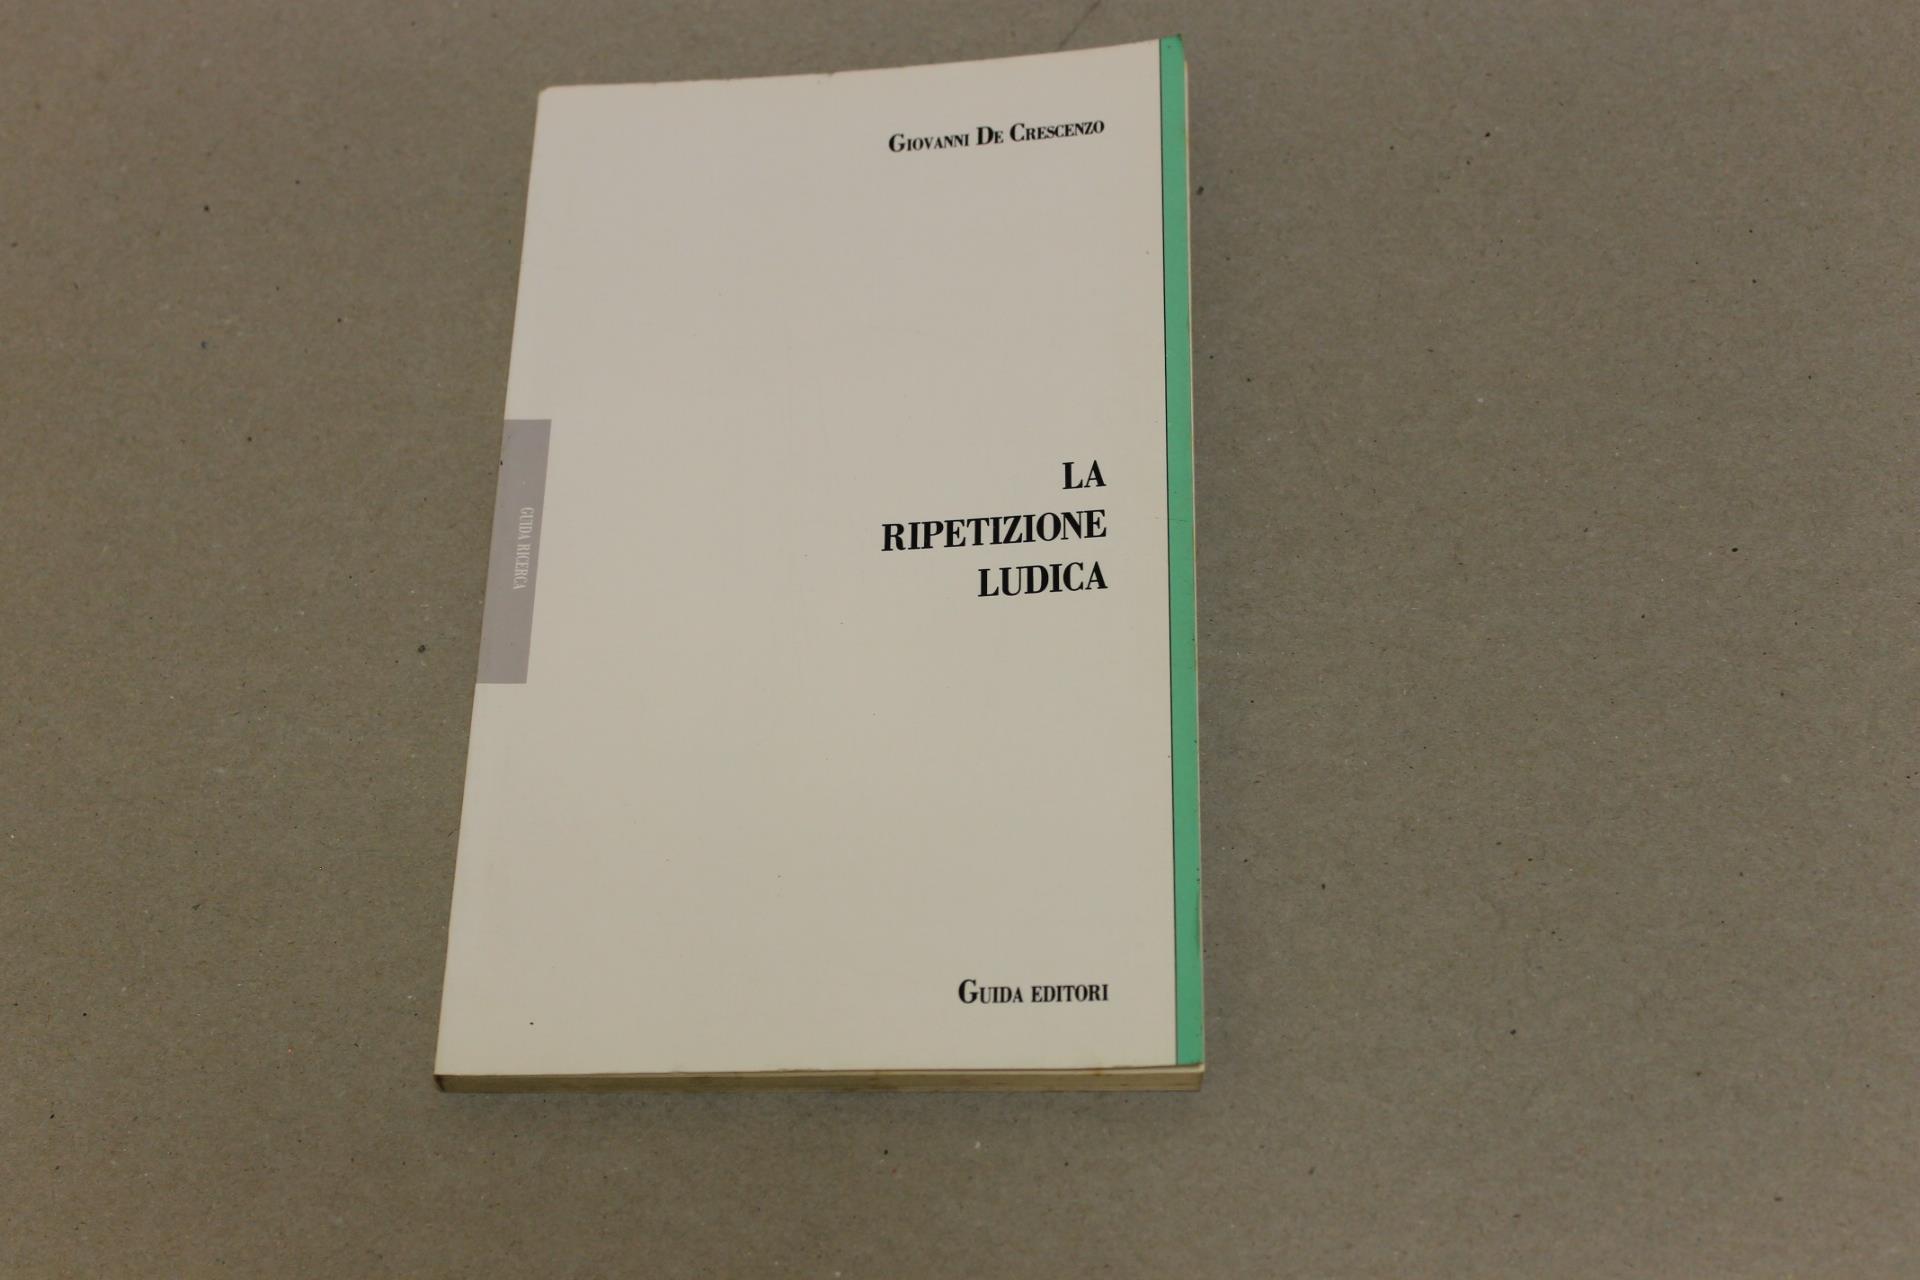 GIOVANNI DE CRESCENZO
LA
RIPETIZIONE
LUDICA
GUIDA RICERCA
GUIDA EDITORI